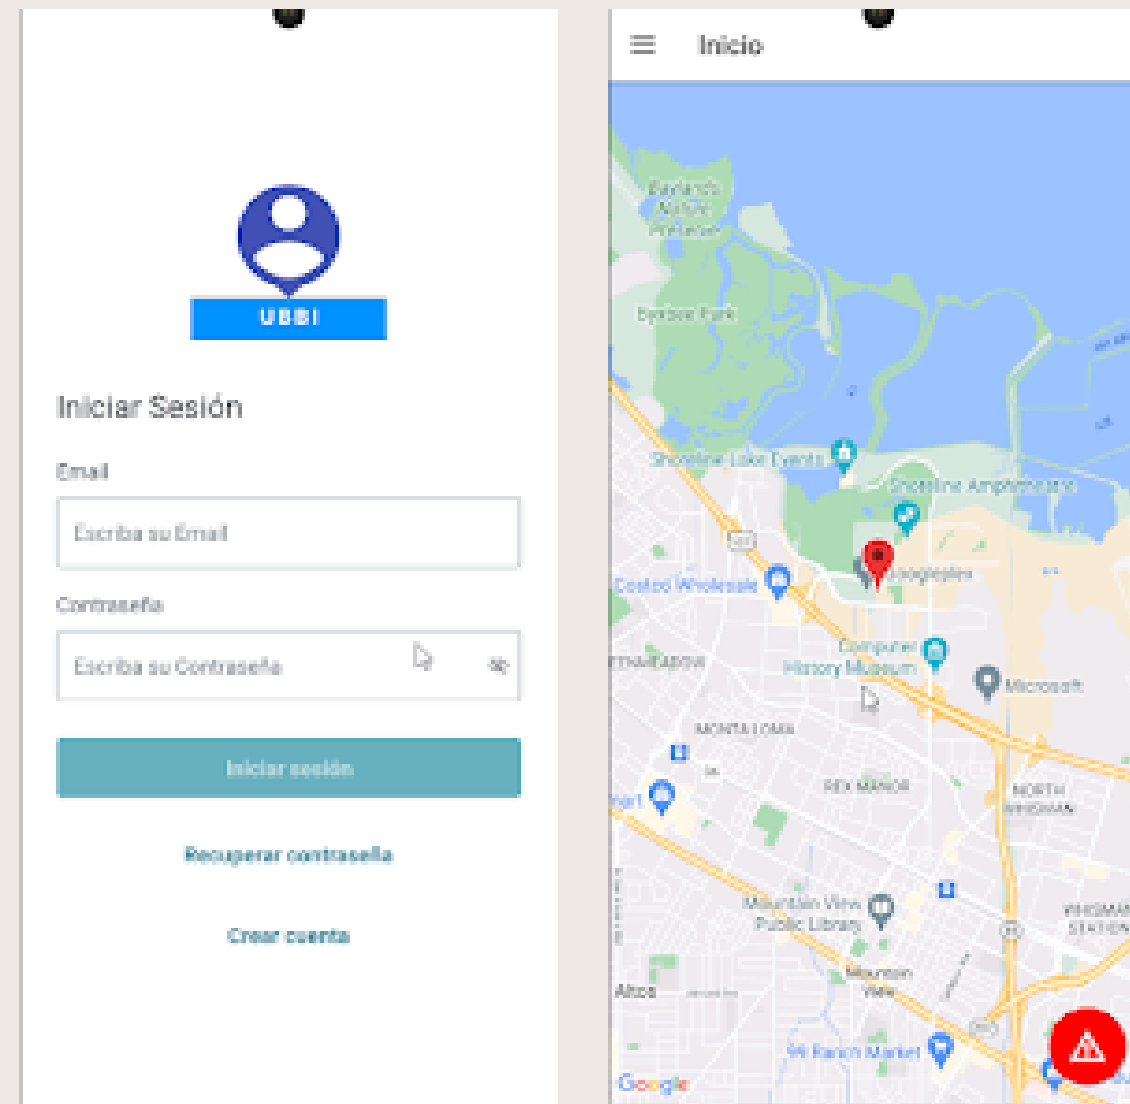 UBBI
Iniciar Sesión
Email
Escriba su Email
Contraseña
Escriba su Contraseña
Iniciar sesión
Recuperar contraseña
Crear cuenta
Inicio
Baylands
Nature
Preserve
Byxbee Park
Shoreline Lake Events
Shoreline Amphitheatre
Googleplex
Costco Wholesale
Computer
History Museum
Microsoft
MONTA LOMA
REX MANOR
NORTH
WHISMAN
Mountain View
Public Library
WHISMAN
STATION
Mountain
View
Altos
99 Ranch Market
Google